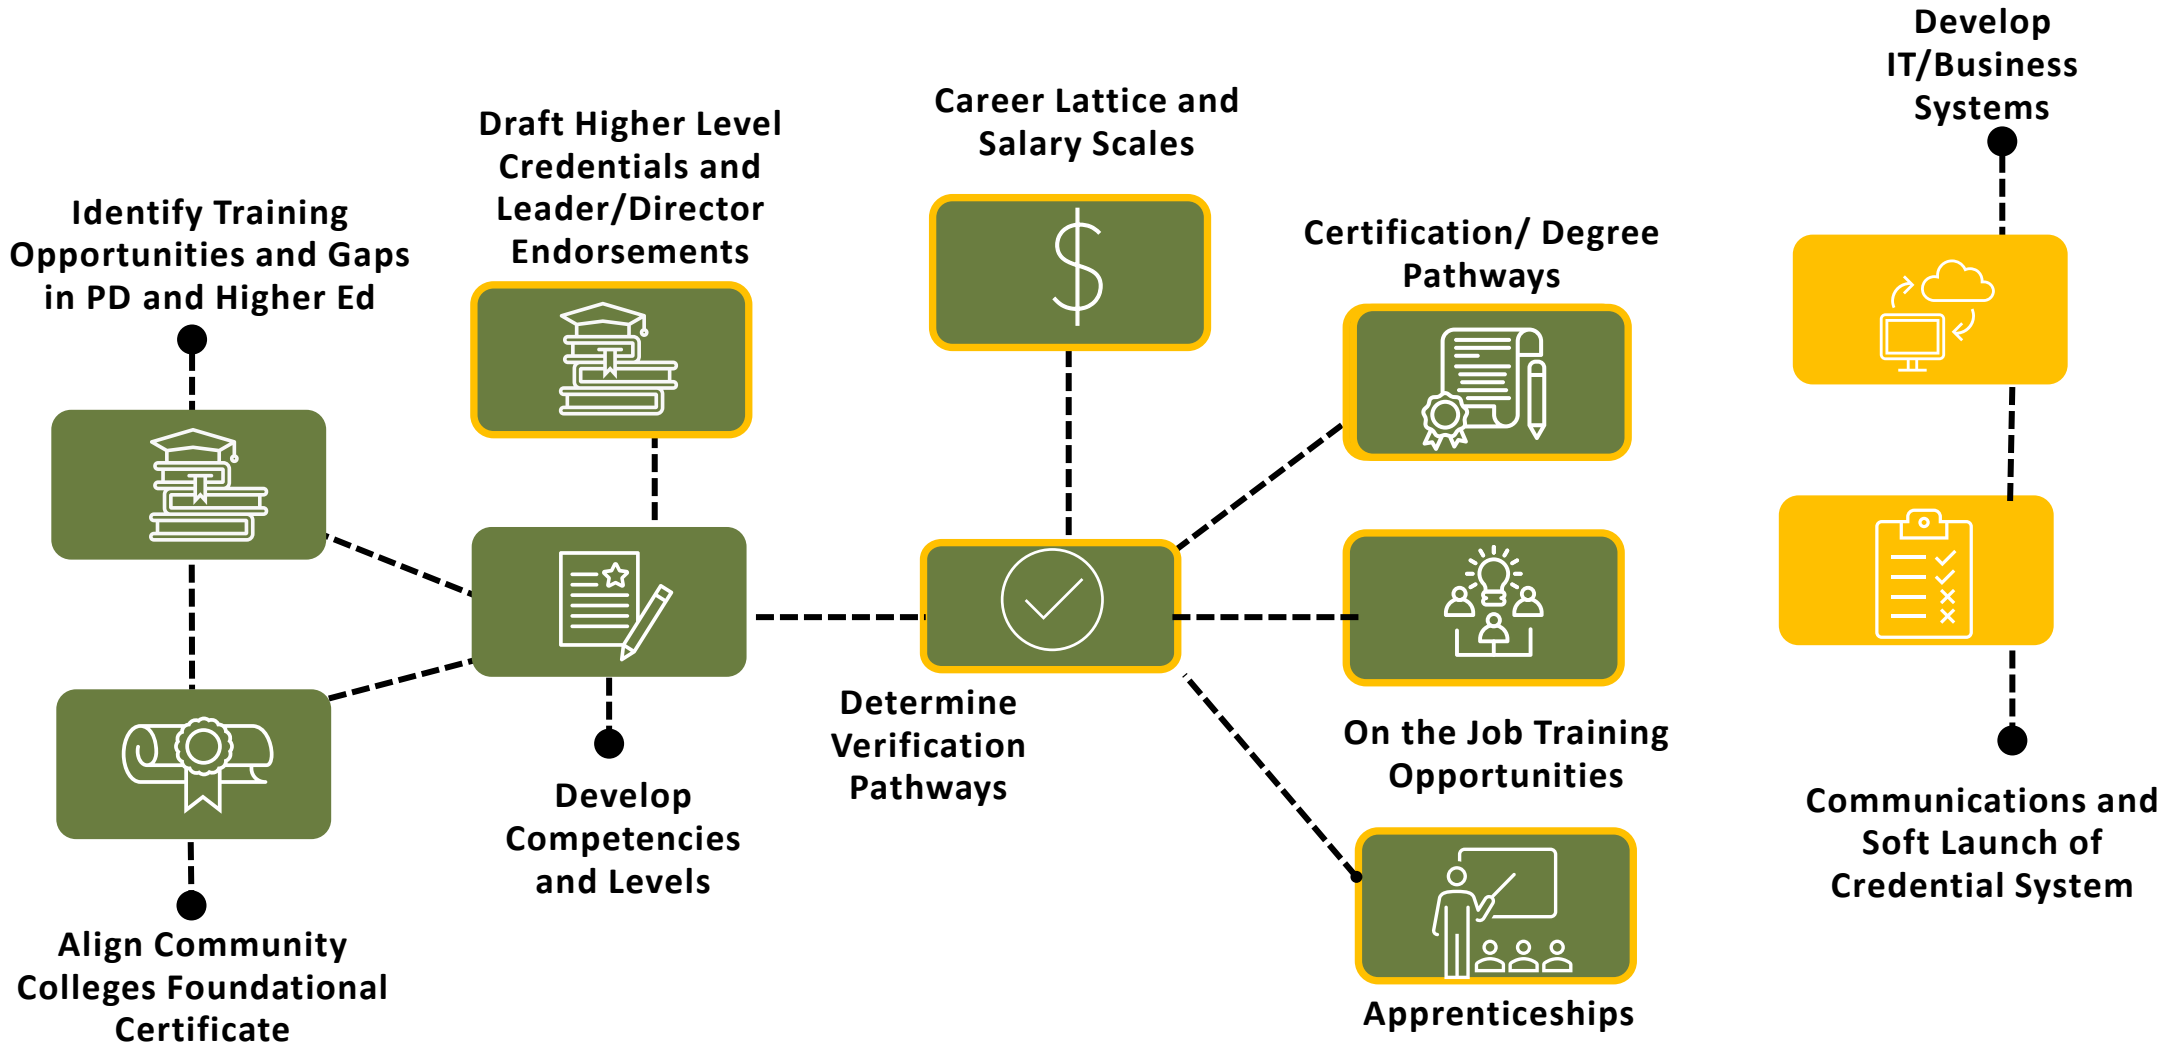 Identify Training
Opportunities and Gaps
in PD and Higher Ed
Align Community
Colleges Foundational
Certificate
Draft Higher Level
Credentials and
Leader/Director
Endorsements
Develop
Competencies
and Levels
Career Lattice and
Salary Scales
Determine
Verification
Pathways
Certification/ Degree
Pathways
On the Job Training
Opportunities
Apprenticeships
Develop
IT/Business
Systems
Communications and
Soft Launch of
Credential System